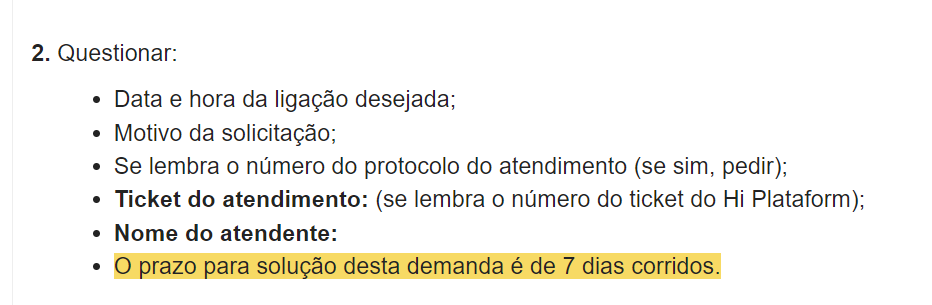 2. Questionar:
• Data e hora da ligação desejada;
• Motivo da solicitação;
• Se lembra o número do protocolo do atendimento (se sim, pedir);
• Ticket do atendimento: (se lembra o número do ticket do Hi Plataform);
• Nome do atendente:
• O prazo para solução desta demanda é de 7 dias corridos.